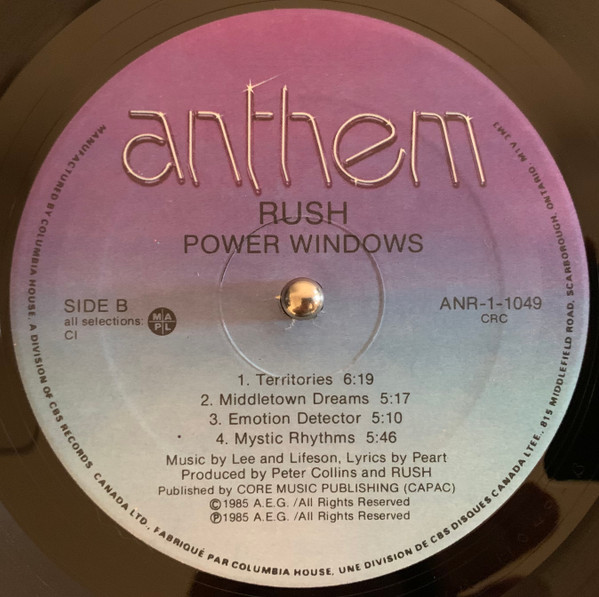 anthem
RUSH
POWER WINDOWS
SIDE B
all selections:
CI
MAPL
ANR-1-1049
CRC
1. Territories 6:19
2. Middletown Dreams 5:17
3. Emotion Detector 5:10
4. Mystic Rhythms 5:46
Music by Lee and Lifeson, Lyrics by Peart
Produced by Peter Collins and RUSH
Published by CORE MUSIC PUBLISHING (CAPAC)
©1985 A.E.G. /All Rights Reserved
℗1985 A.E.G. /All Rights Reserved
MANUFACTURED BY COLUMBIA HOUSE, A DIVISION OF CBS RECORDS CANADA LTD., FABRIQUÉ PAR COLUMBIA HOUSE, UNE DIVISION DE CBS DISQUES CANADA LTEE, 815 MIDDLEFIELD ROAD, SCARBOROUGH, ONTARIO M1V 2M3